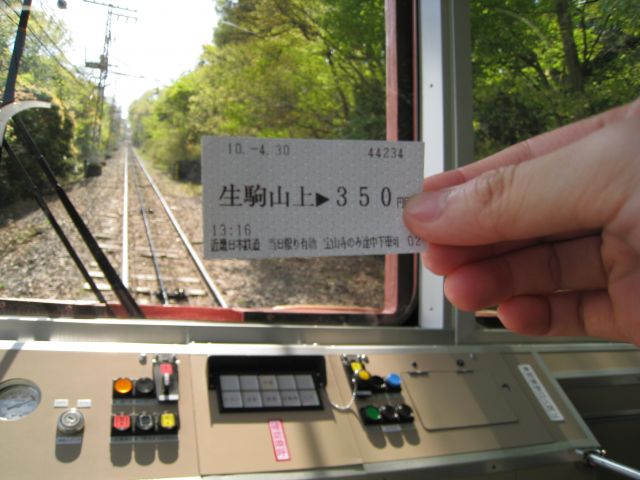 10.-4.30 44234
生駒山上▶350円
13:16
近畿日本鉄道 当日限り有効 宝山寺のみ途中下車可 02